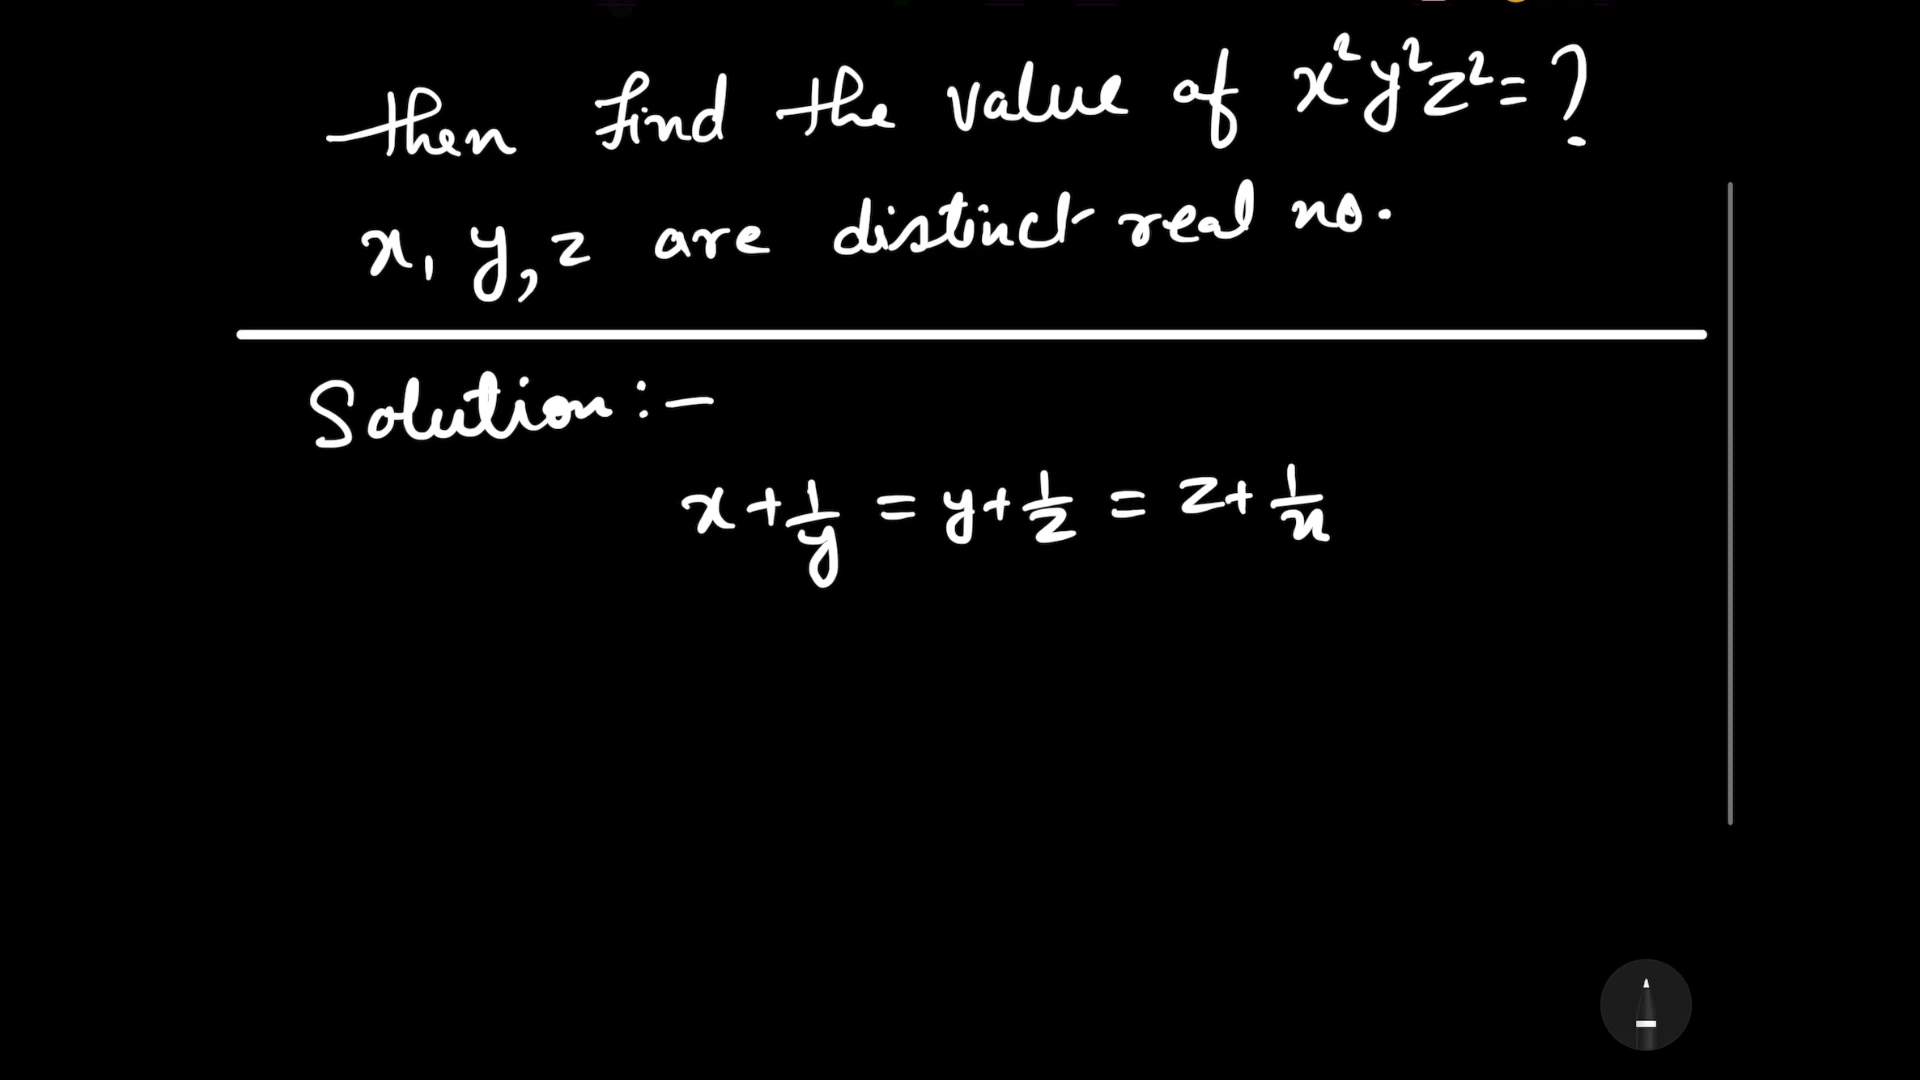 then find the value of x²y²z²=?
x, y, z are distinct real no.
Solution:-
x+1/y = y+1/z = z+1/x